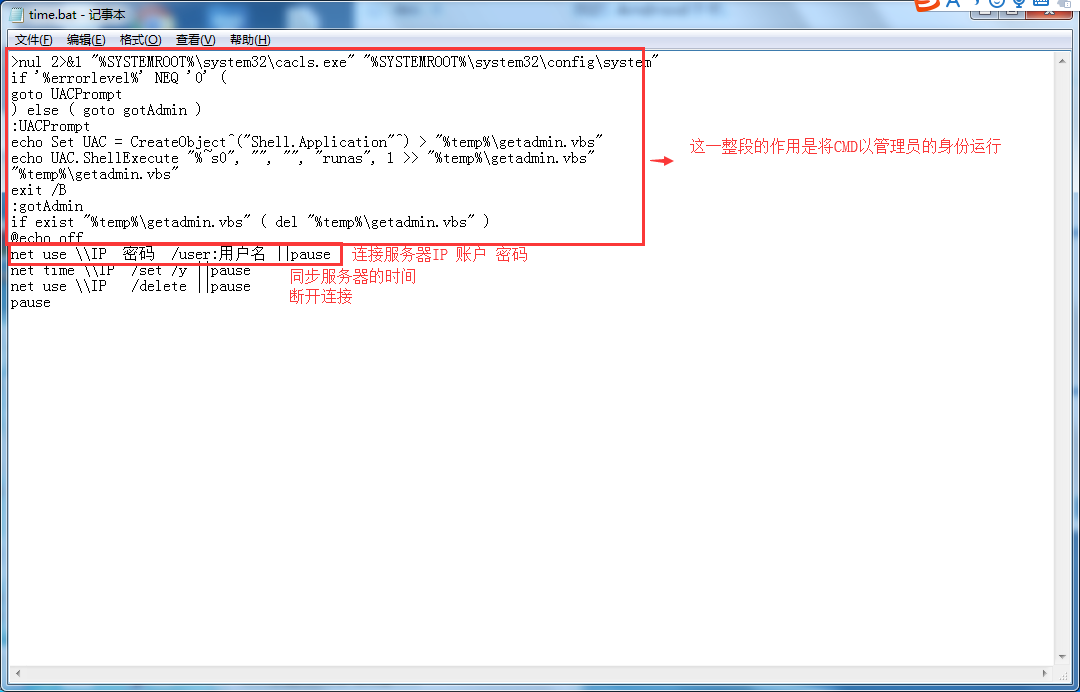 time.bat - 记事本
文件(F) 编辑(E) 格式(O) 查看(V) 帮助(H)
>nul 2>&1 "%SYSTEMROOT%\system32\cacls.exe" "%SYSTEMROOT%\system32\config\system"
if '%errorlevel%' NEQ '0' (
goto UACPrompt
) else ( goto gotAdmin )
:UACPrompt
echo Set UAC = CreateObject^("Shell.Application"^) > "%temp%\getadmin.vbs"
这一整段的作用是将CMD以管理员的身份运行
echo UAC.ShellExecute "%~s0", "", "", "runas", 1 >> "%temp%\getadmin.vbs"
"%temp%\getadmin.vbs"
exit /B
:gotAdmin
if exist "%temp%\getadmin.vbs" ( del "%temp%\getadmin.vbs" )
@echo off
net use \\IP  密码  /user:用户名 ||pause 连接服务器IP 账户 密码
net time \\IP  /set /y ||pause 同步服务器的时间
net use \\IP   /delete ||pause 断开连接
pause